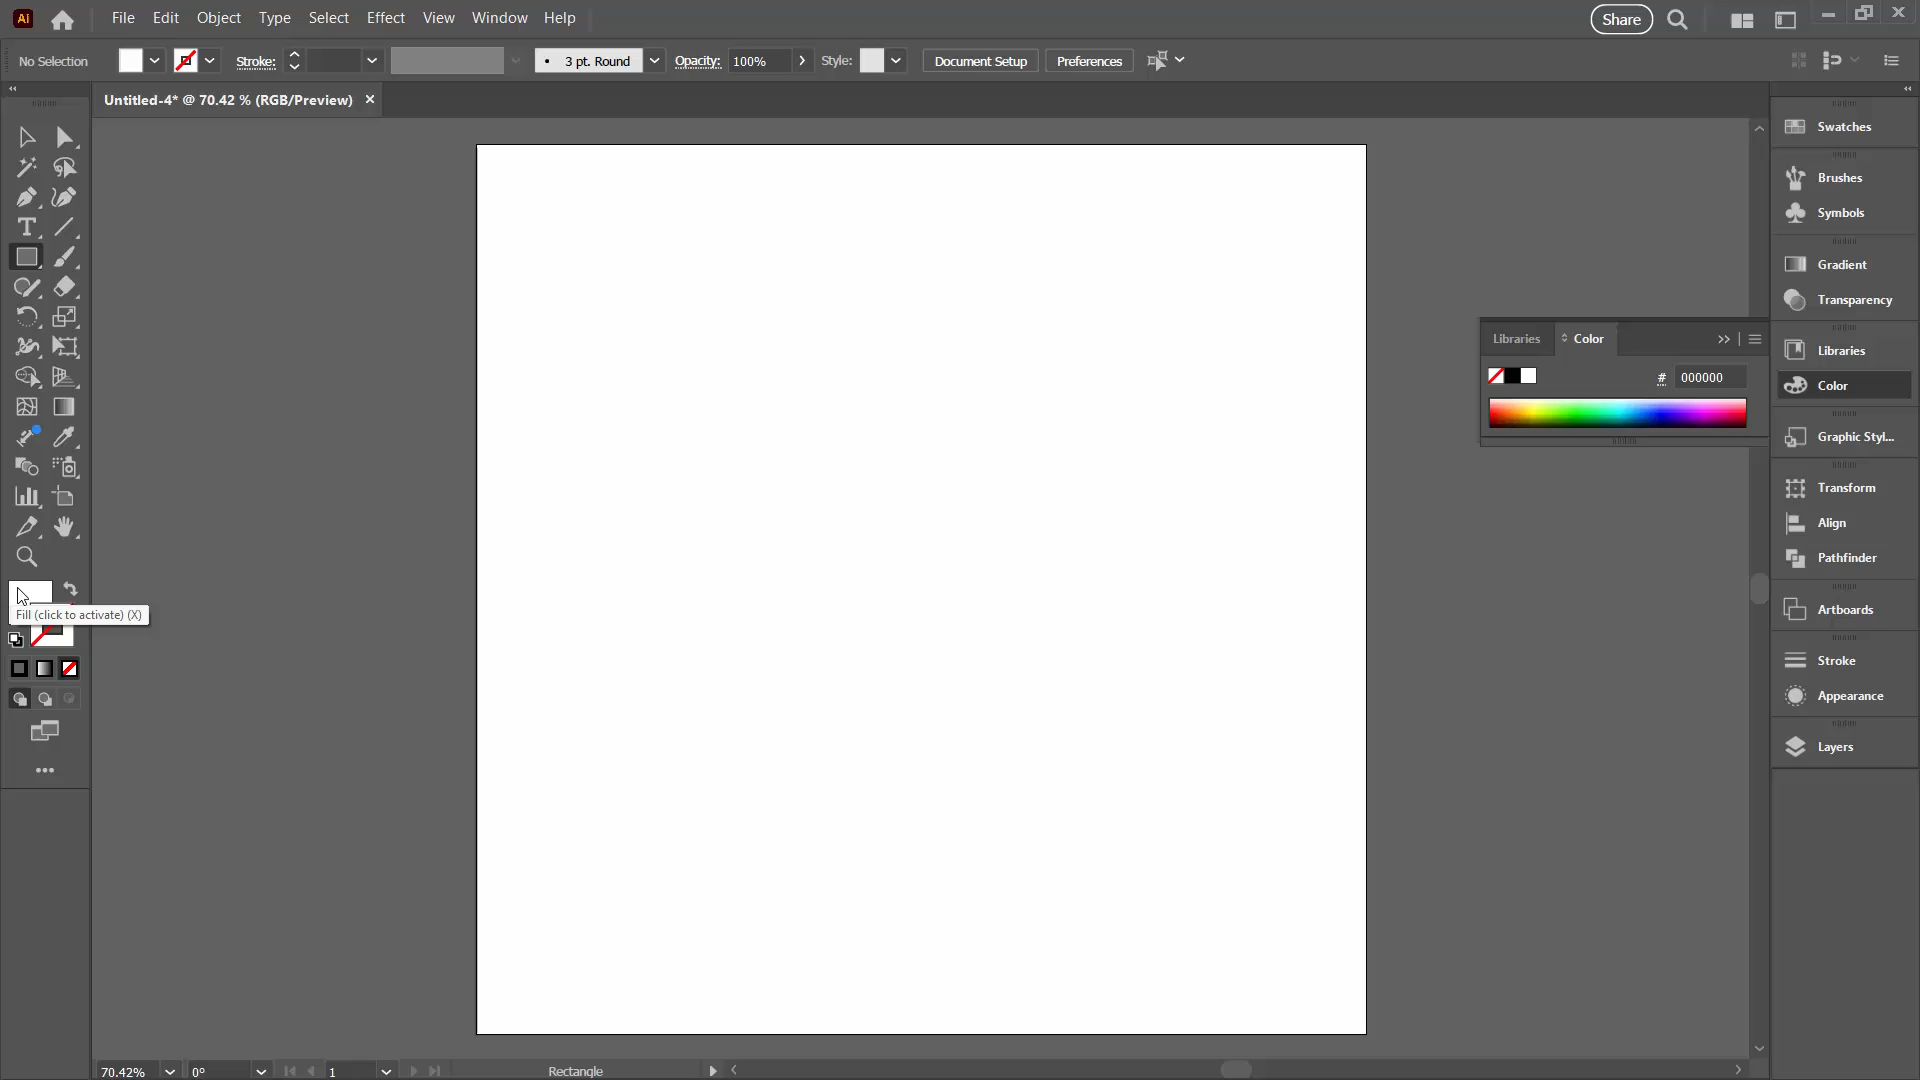 Ai File Edit Object Type Select Effect View Window Help Share
No Selection Stroke: 3 pt. Round Opacity: 100% Style: Document Setup Preferences
Untitled-4* @ 70.42 % (RGB/Preview)
Swatches
Brushes
Symbols
Gradient
Transparency
Libraries Color
# 000000
Libraries
Color
Graphic Styl...
Transform
Align
Pathfinder
Artboards
Stroke
Appearance
Layers
Fill (click to activate) (X)
70.42% 0° 1 Rectangle